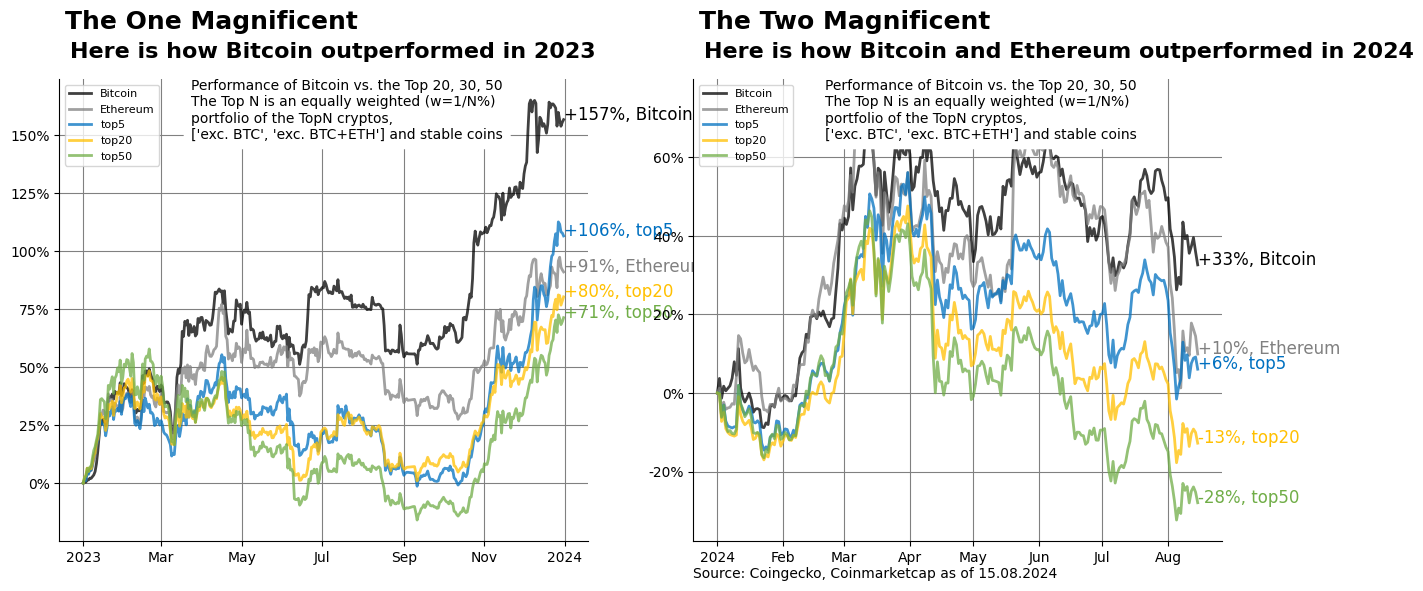 The One Magnificent
Here is how Bitcoin outperformed in 2023
Bitcoin
Ethereum
top5
top20
top50
Performance of Bitcoin vs. the Top 20, 30, 50
The Top N is an equally weighted (w=1/N%)
portfolio of the TopN cryptos,
['exc. BTC', 'exc. BTC+ETH'] and stable coins
150%
125%
100%
75%
50%
25%
0%
+157%, Bitcoin
+106%, top5
+91%, Ethereum
+80%, top20
+71%, top50
2023
Mar
May
Jul
Sep
Nov
2024
The Two Magnificent
Here is how Bitcoin and Ethereum outperformed in 2024
Bitcoin
Ethereum
top5
top20
top50
Performance of Bitcoin vs. the Top 20, 30, 50
The Top N is an equally weighted (w=1/N%)
portfolio of the TopN cryptos,
['exc. BTC', 'exc. BTC+ETH'] and stable coins
60%
40%
20%
0%
-20%
+33%, Bitcoin
+10%, Ethereum
+6%, top5
-13%, top20
-28%, top50
2024
Feb
Mar
Apr
May
Jun
Jul
Aug
Source: Coingecko, Coinmarketcap as of 15.08.2024